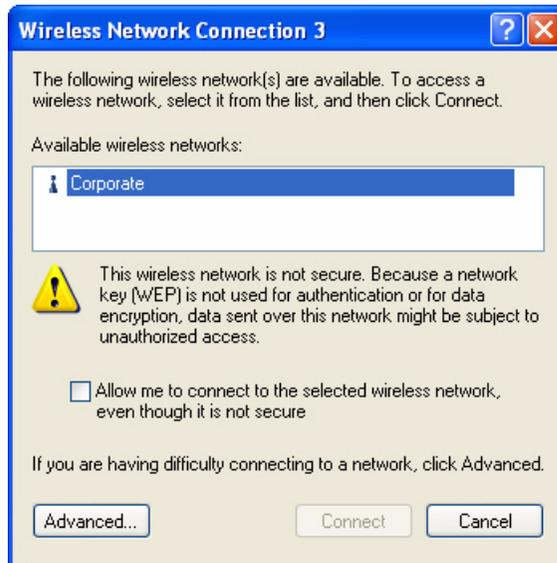 Wireless Network Connection 3
The following wireless network(s) are available. To access a
wireless network, select it from the list, and then click Connect.
Available wireless networks:
Corporate
This wireless network is not secure. Because a network
key (WEP) is not used for authentication or for data
encryption, data sent over this network might be subject to
unauthorized access.
Allow me to connect to the selected wireless network,
even though it is not secure
If you are having difficulty connecting to a network, click Advanced.
Advanced... Connect Cancel